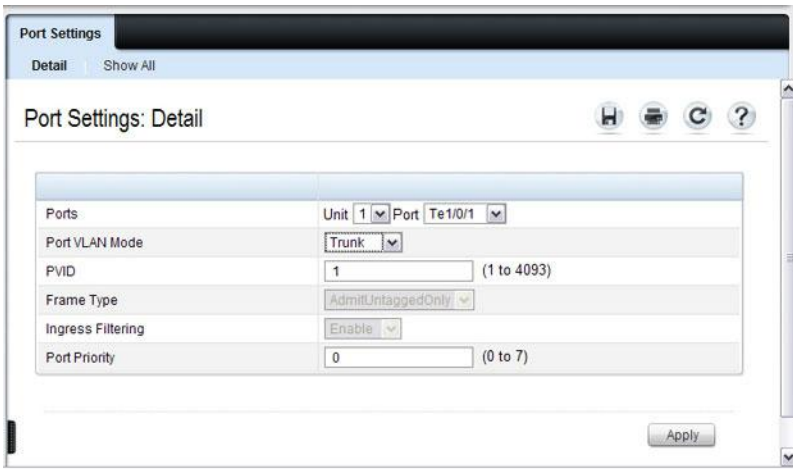 Port Settings
Detail Show All
Port Settings: Detail
Ports Unit 1 Port Te1/0/1
Port VLAN Mode Trunk
PVID 1 (1 to 4093)
Frame Type AdmitUntaggedOnly
Ingress Filtering Enable
Port Priority 0 (0 to 7)
Apply